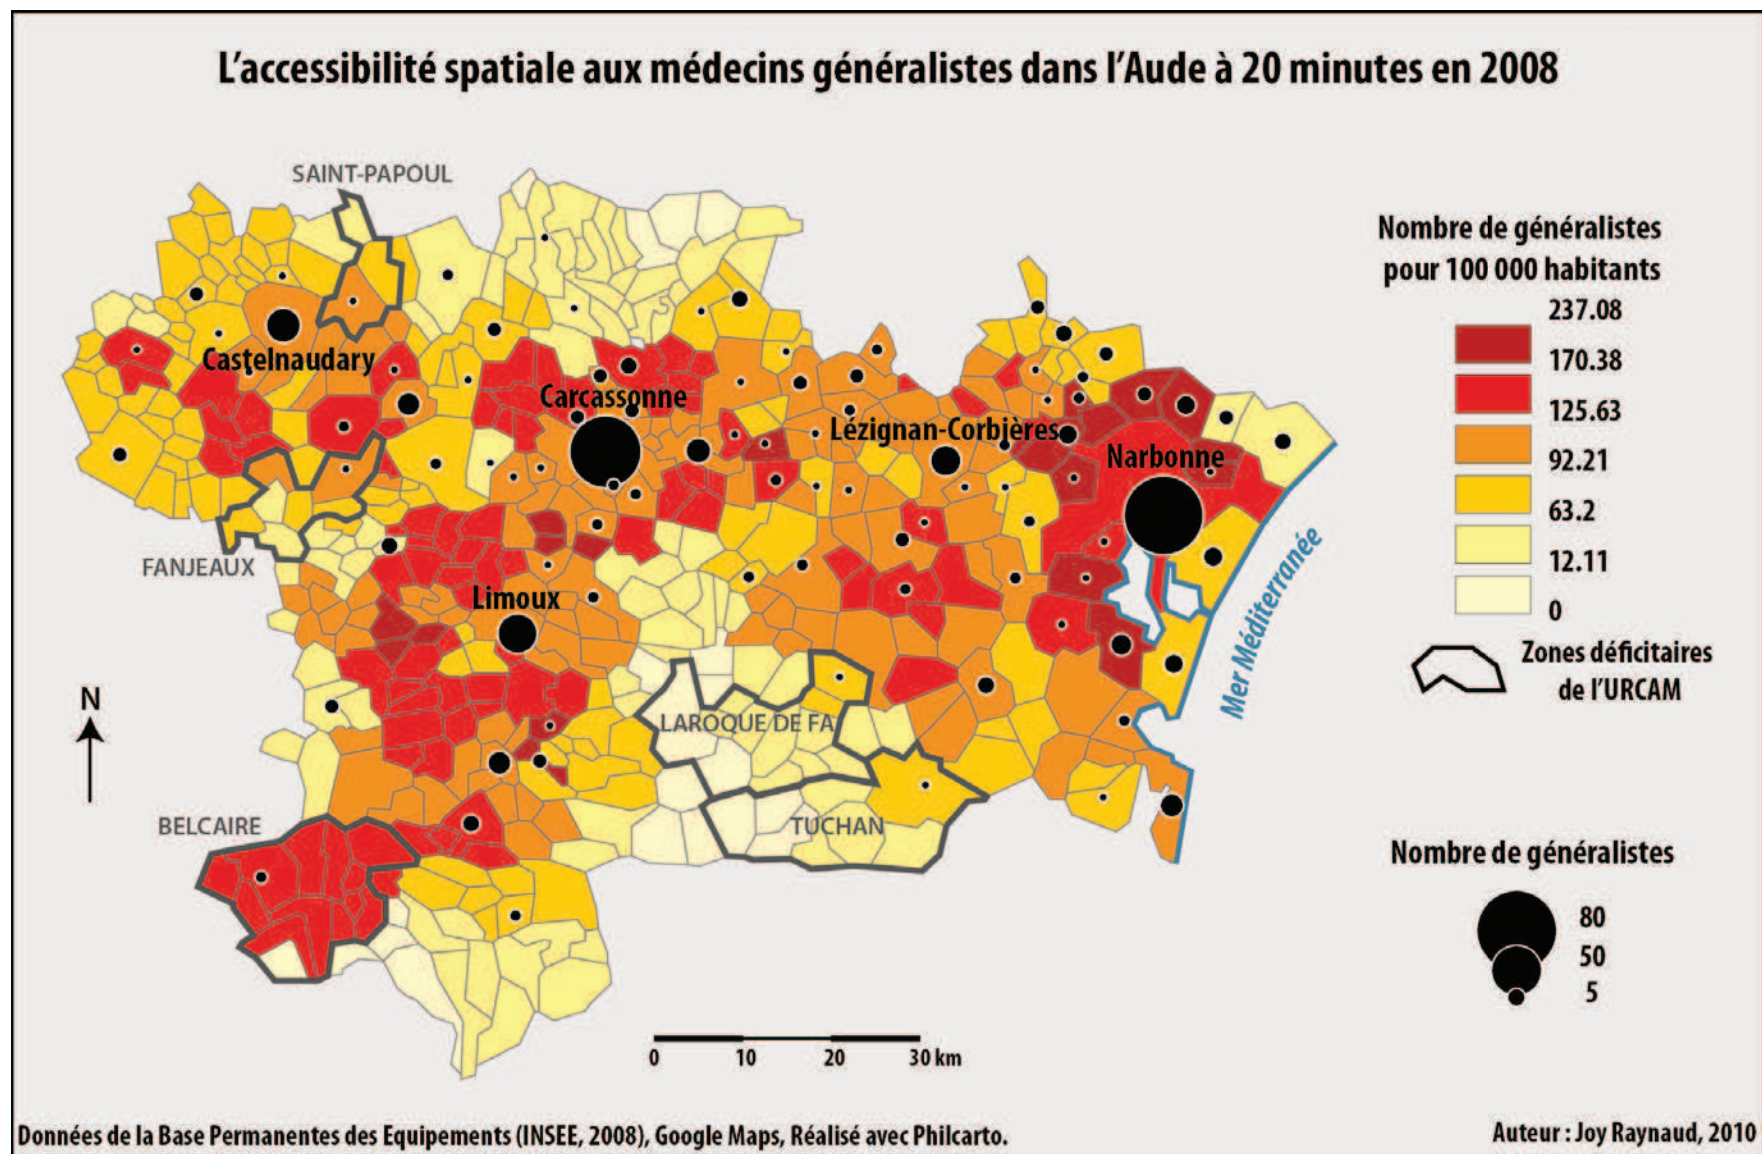 L'accessibilité spatiale aux médecins généralistes dans l'Aude à 20 minutes en 2008
SAINT-PAPOUL
Castelnaudary
Carcassonne
Lèzignan-Corbières
Narbonne
FANJEAUX
Limoux
LAROQUE DE FA
BELCAIRE
TUCHAN
Mer Méditerranée
N
Nombre de généralistes
pour 100 000 habitants
237.08
170.38
125.63
92.21
63.2
12.11
0
Zones déficitaires
de l'URCAM
Nombre de généralistes
80
50
5
0 10 20 30 km
Données de la Base Permanentes des Equipements (INSEE, 2008), Google Maps, Réalisé avec Philcarto.
Auteur : Joy Raynaud, 2010